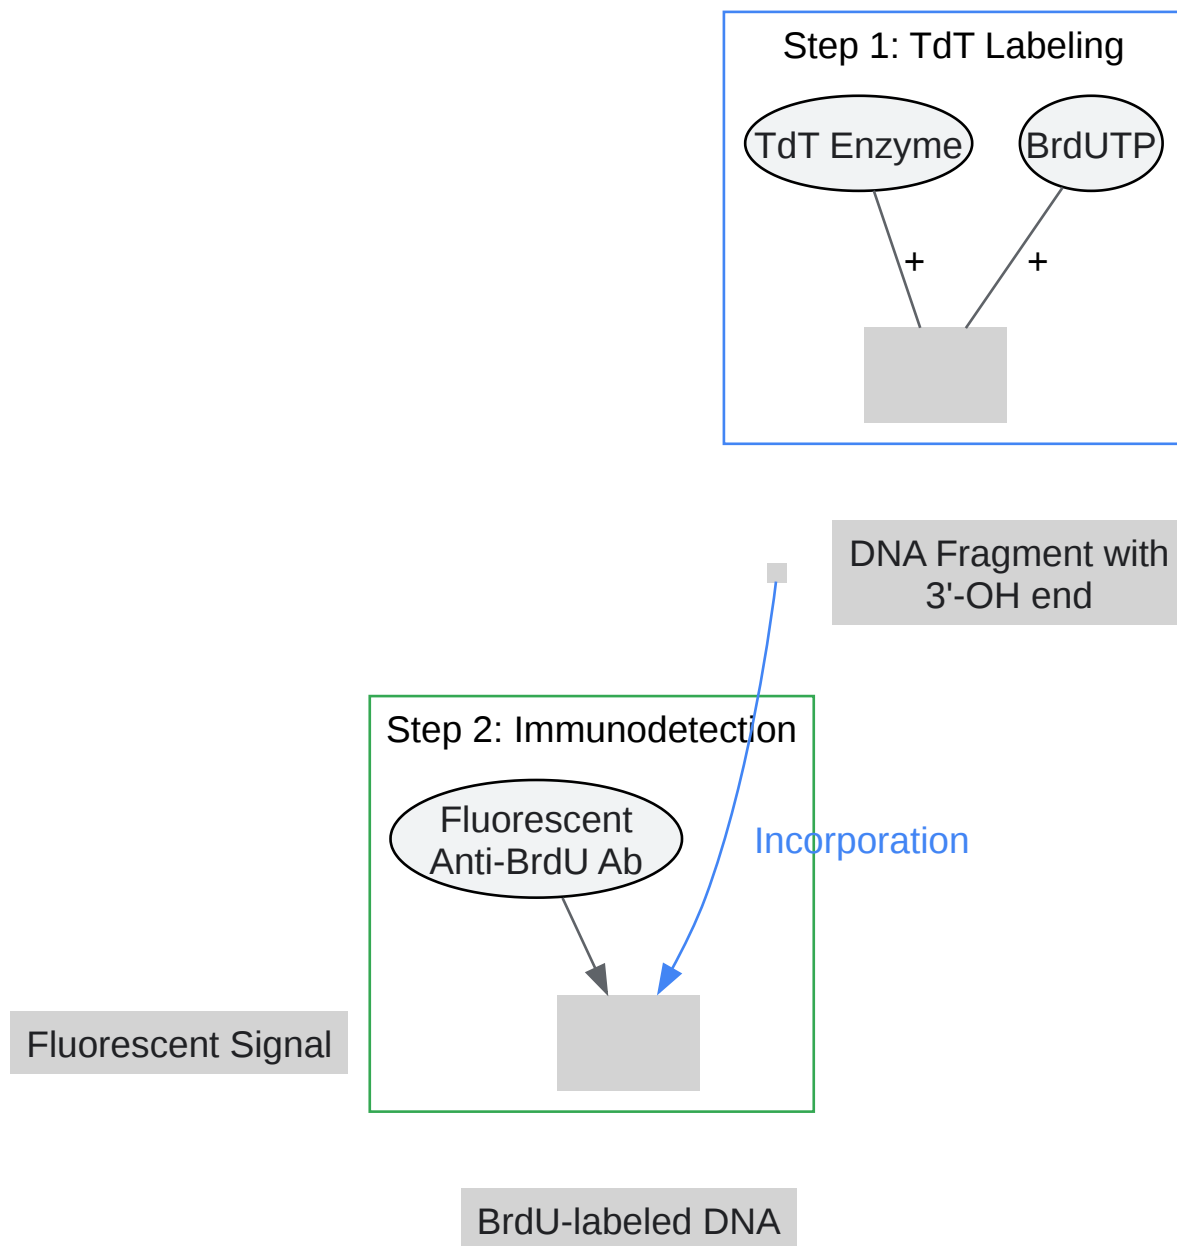 Step 1: TdT Labeling
TdT Enzyme
BrdUTP
+
+
DNA Fragment with
3'-OH end
Step 2: Immunodetection
Fluorescent
Anti-BrdU Ab
Incorporation
Fluorescent Signal
BrdU-labeled DNA